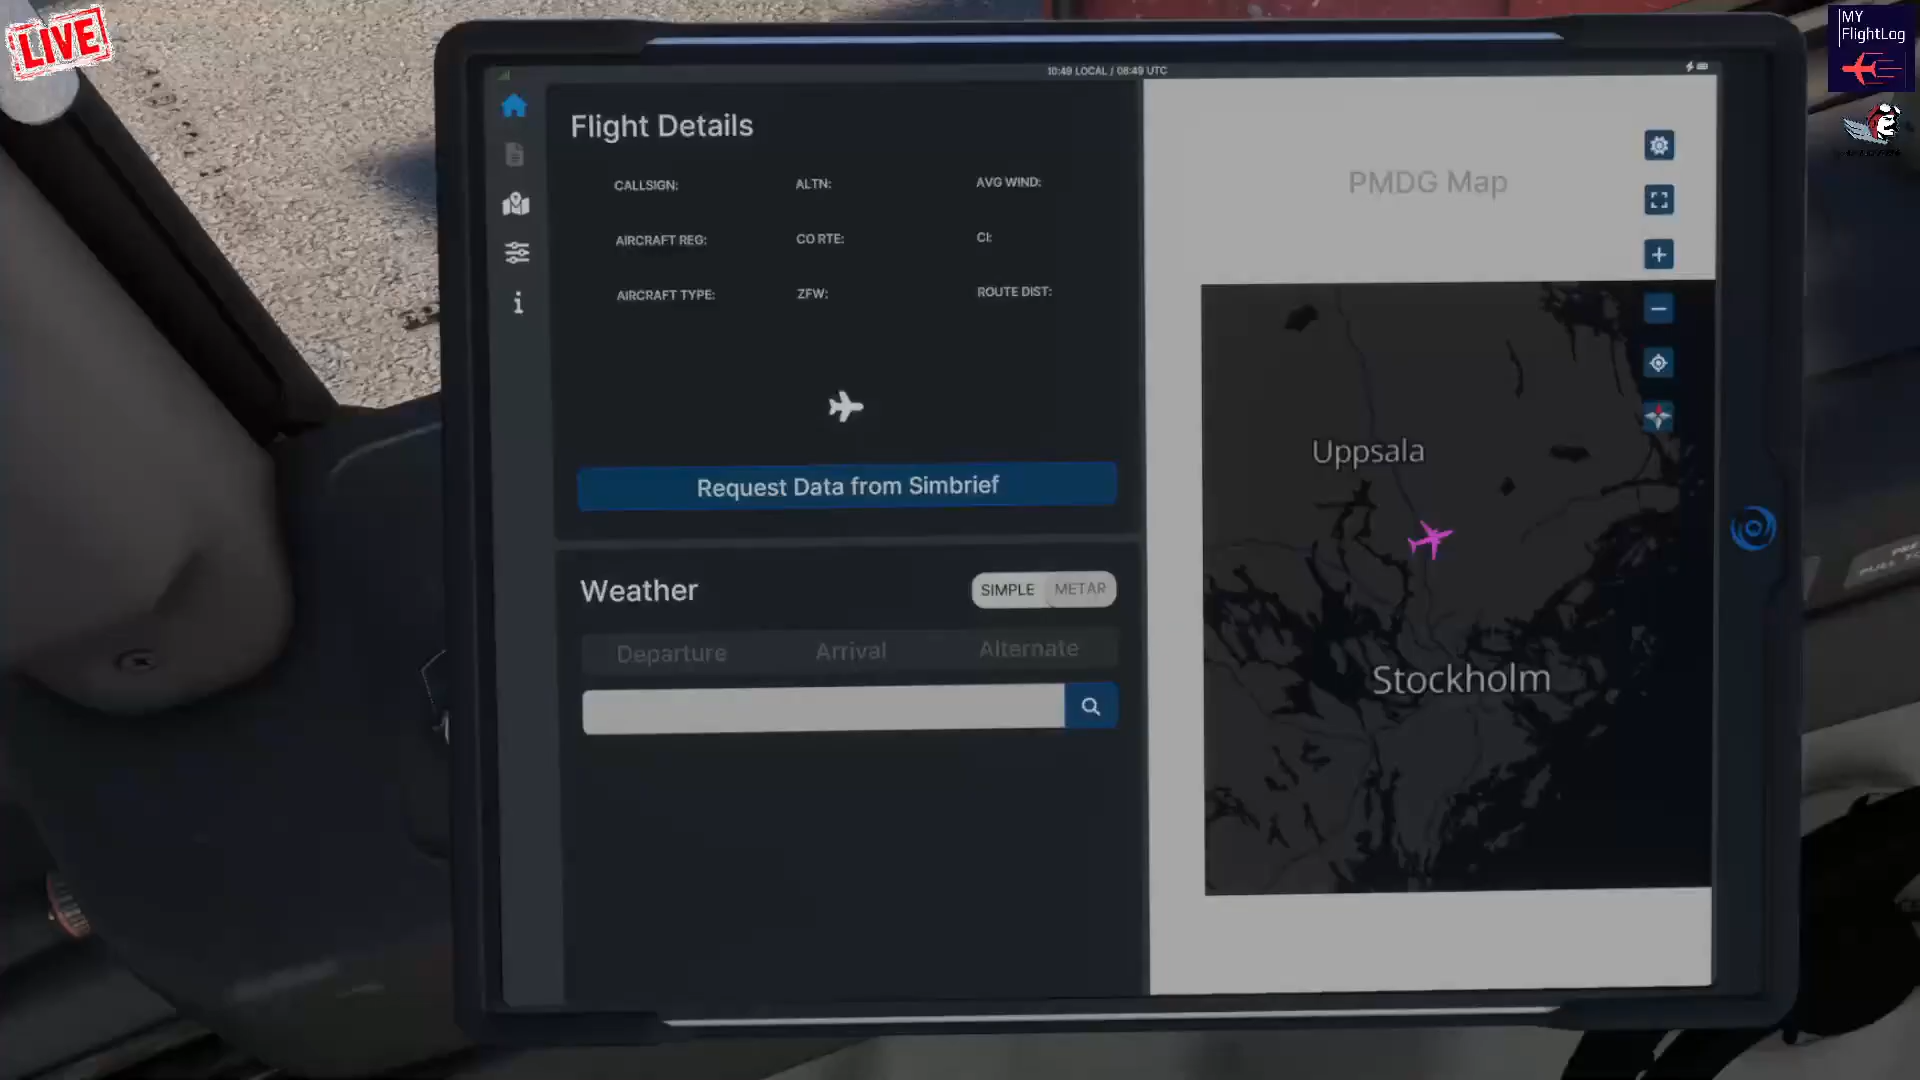 LIVE
MY
FlightLog
10:49 LOCAL / 08:49 UTC
Flight Details
CALLSIGN:
ALTN:
AVG WIND:
AIRCRAFT REG:
CO RTE:
CI:
AIRCRAFT TYPE:
ZFW:
ROUTE DIST:
Request Data from Simbrief
Weather
SIMPLE
METAR
Departure
Arrival
Alternate
PMDG Map
Uppsala
Stockholm